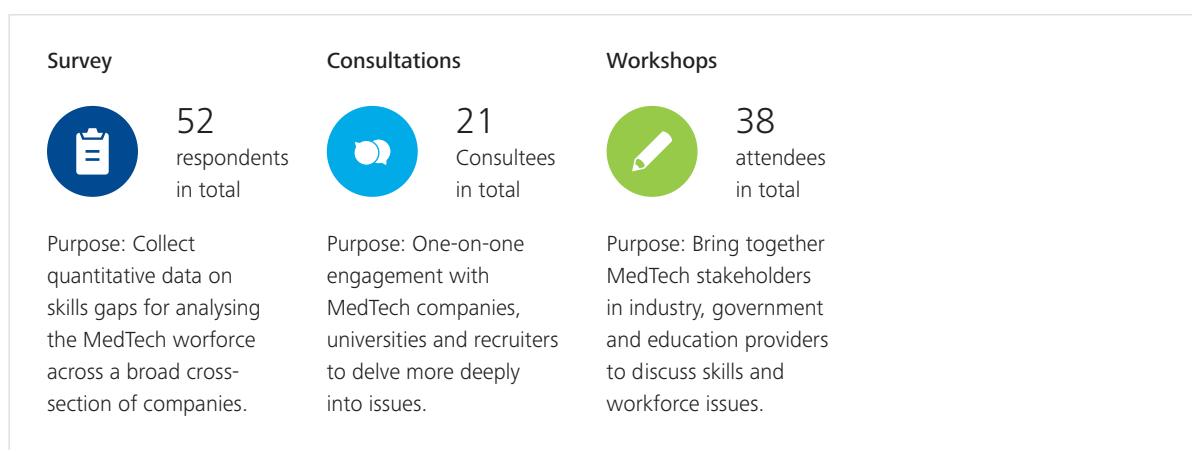 Survey
52
respondents
in total
Purpose: Collect
quantitative data on
skills gaps for analysing
the MedTech worforce
across a broad cross-
section of companies.
Consultations
21
Consultees
in total
Purpose: One-on-one
engagement with
MedTech companies,
universities and recruiters
to delve more deeply
into issues.
Workshops
38
attendees
in total
Purpose: Bring together
MedTech stakeholders
in industry, government
and education providers
to discuss skills and
workforce issues.